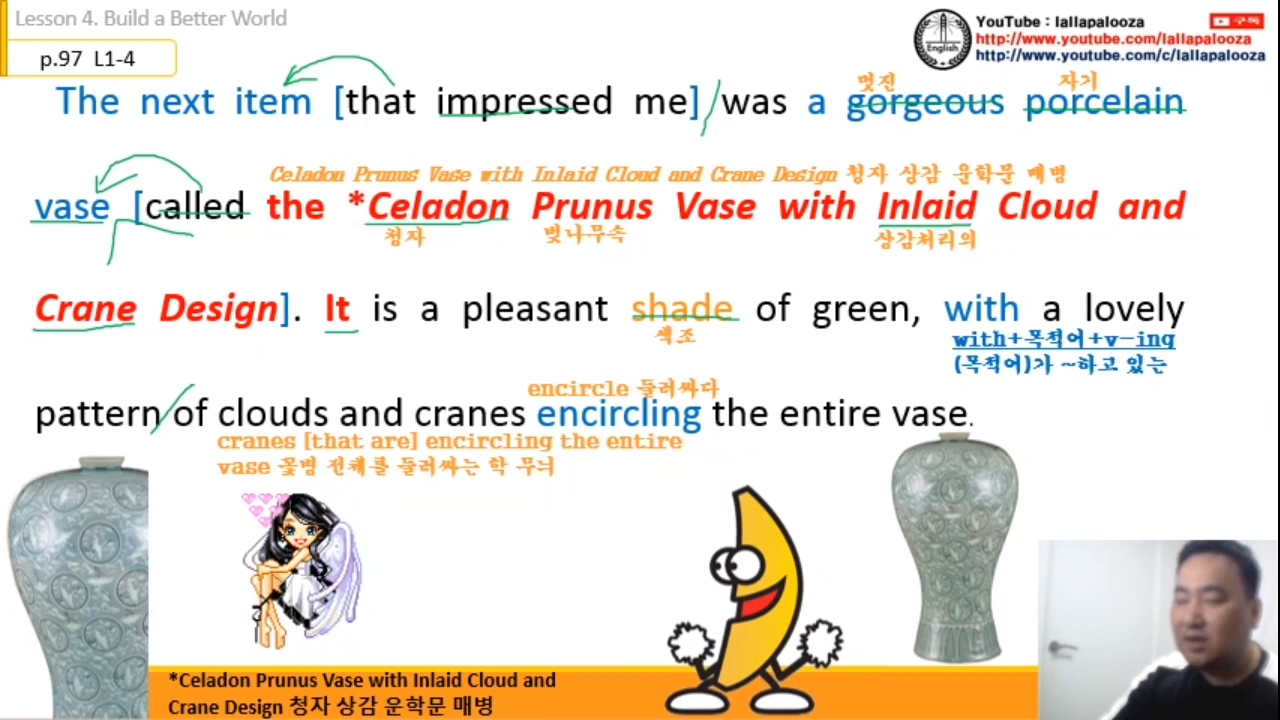 Lesson 4. Build a Better World
YouTube : lallapalooza
구독
http://www.youtube.com/lallapalooza
http://www.youtube.com/c/lallapalooza
English
p.97 L1-4
멋진 자기
The next item [that impressed me] was a gorgeous porcelain
Celadon Prunus Vase with Inlaid Cloud and Crane Design 청자 상감 운학문 매병
vase [called the *Celadon Prunus Vase with Inlaid Cloud and
청자 벚나무속 상감처리의
Crane Design]. It is a pleasant shade of green, with a lovely
색조 with+목적어+v-ing
(목적어)가 ~하고 있는
encircle 둘러싸다
pattern of clouds and cranes encircling the entire vase.
cranes [that are] encircling the entire
vase 꽃병 전체를 둘러싸는 학 무늬
*Celadon Prunus Vase with Inlaid Cloud and
Crane Design 청자 상감 운학문 매병